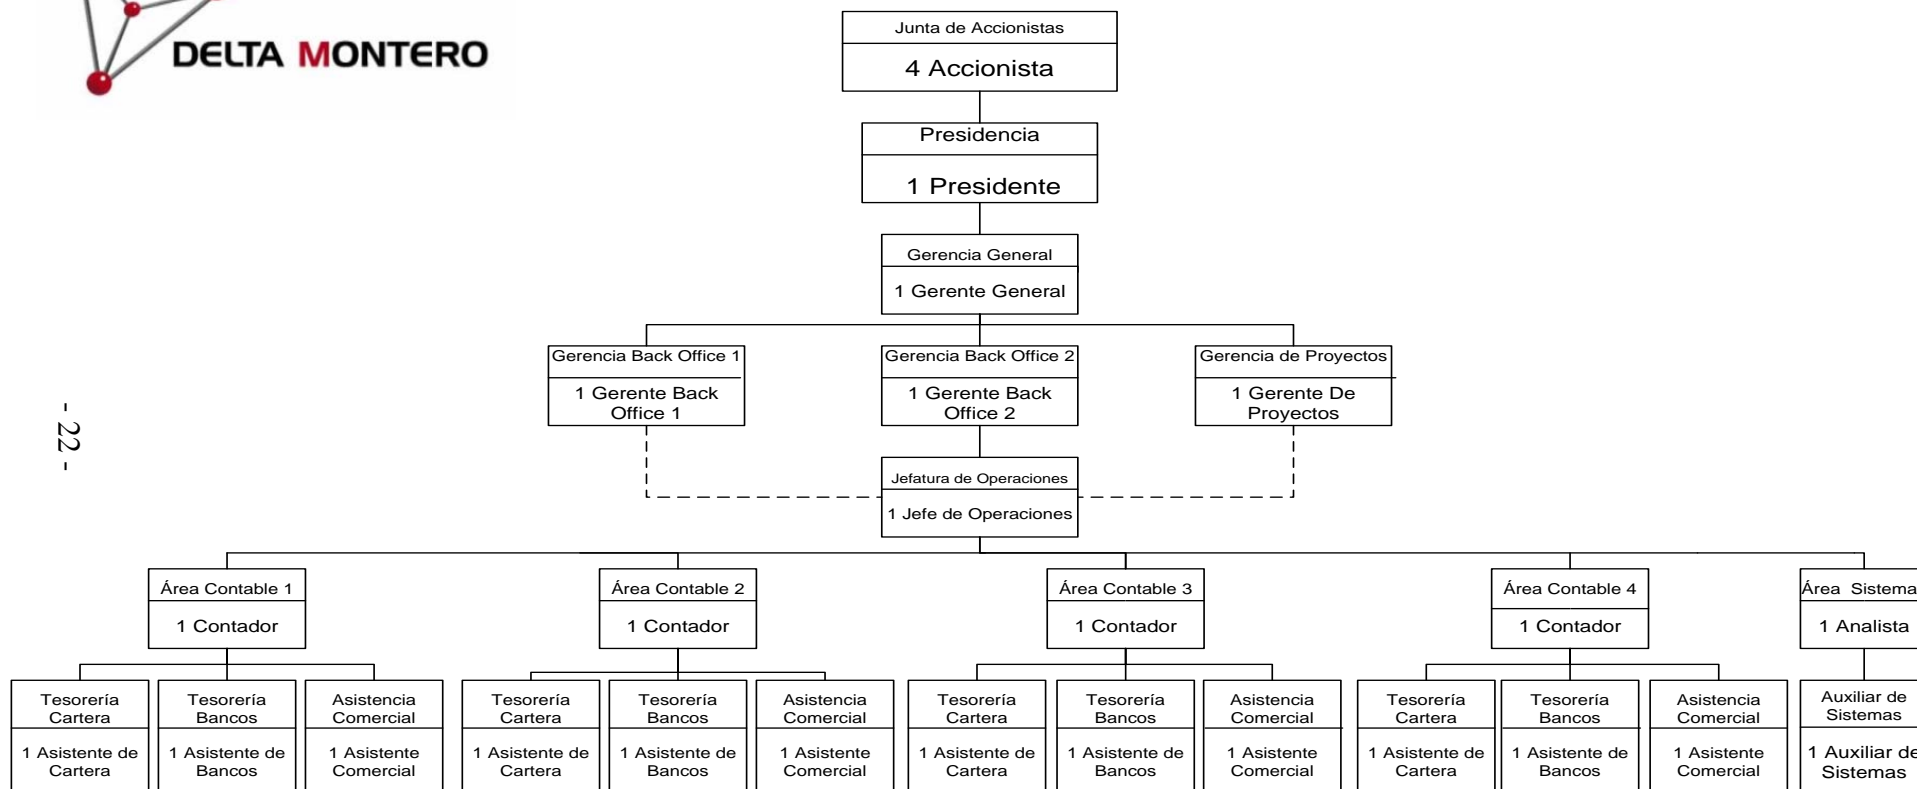 DELTA MONTERO
Junta de Accionistas
4 Accionista
Presidencia
1 Presidente
Gerencia General
1 Gerente General
Gerencia Back Office 1
1 Gerente Back
Office 1
Gerencia Back Office 2
1 Gerente Back
Office 2
Gerencia de Proyectos
1 Gerente De
Proyectos
- 22 -
Jefatura de Operaciones
1 Jefe de Operaciones
Área Contable 1
1 Contador
Área Contable 2
1 Contador
Área Contable 3
1 Contador
Área Contable 4
1 Contador
Área Sistema
1 Analista
Tesorería
Cartera
1 Asistente de
Cartera
Tesorería
Bancos
1 Asistente de
Bancos
Asistencia
Comercial
1 Asistente
Comercial
Tesorería
Cartera
1 Asistente de
Cartera
Tesorería
Bancos
1 Asistente de
Bancos
Asistencia
Comercial
1 Asistente
Comercial
Tesorería
Cartera
1 Asistente de
Cartera
Tesorería
Bancos
1 Asistente de
Bancos
Asistencia
Comercial
1 Asistente
Comercial
Tesorería
Cartera
1 Asistente de
Cartera
Tesorería
Bancos
1 Asistente de
Bancos
Asistencia
Comercial
1 Asistente
Comercial
Auxiliar de
Sistemas
1 Auxiliar de
Sistemas